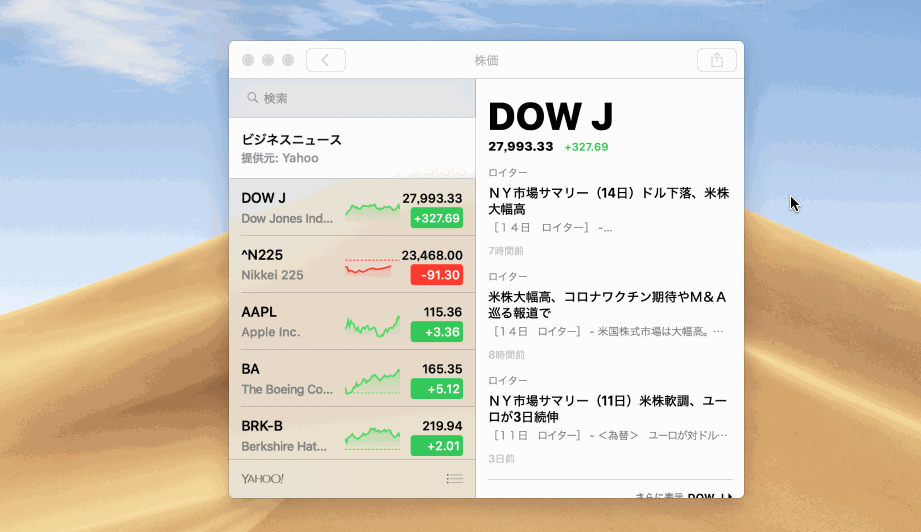 株価
検索
ビジネスニュース
提供元: Yahoo
DOW J
27,993.33
Dow Jones Ind...
+327.69
^N225
23,468.00
Nikkei 225
-91.30
AAPL
115.36
Apple Inc.
+3.36
BA
165.35
The Boeing Co...
+5.12
BRK-B
219.94
Berkshire Hat...
+2.01
YAHOO!
DOW J
27,993.33 +327.69
ロイター
ＮＹ市場サマリー（14日）ドル下落、米株
大幅高
［１４日　ロイター］ -...
7時間前
ロイター
米株大幅高、コロナワクチン期待やＭ＆Ａ
巡る報道で
［１４日　ロイター］ - 米国株式市場は大幅高。…
8時間前
ロイター
ＮＹ市場サマリー（11日）米株軟調、ユー
ロが3日続伸
［１１日　ロイター］ - ＜為替＞　ユーロが対ドル…
3日前
さらに表示 DOW J